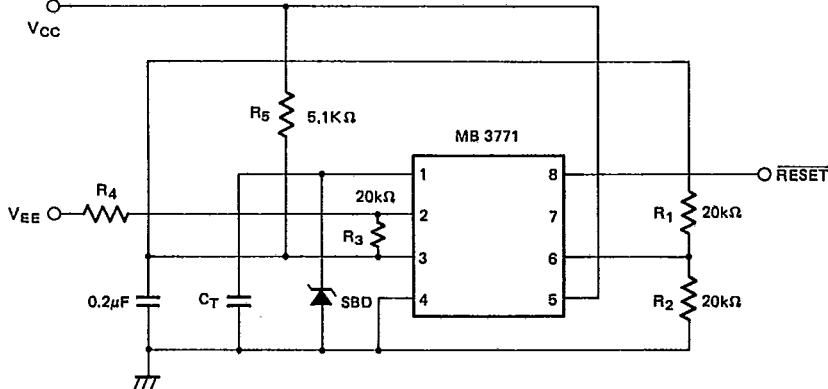 VCC
R5 5.1KΩ
MB 3771
1 8 RESET
R4 20kΩ
VEE 2 7 R1 20kΩ
R3
3 6
0.2μF CT SBD 4 5 R2 20kΩ